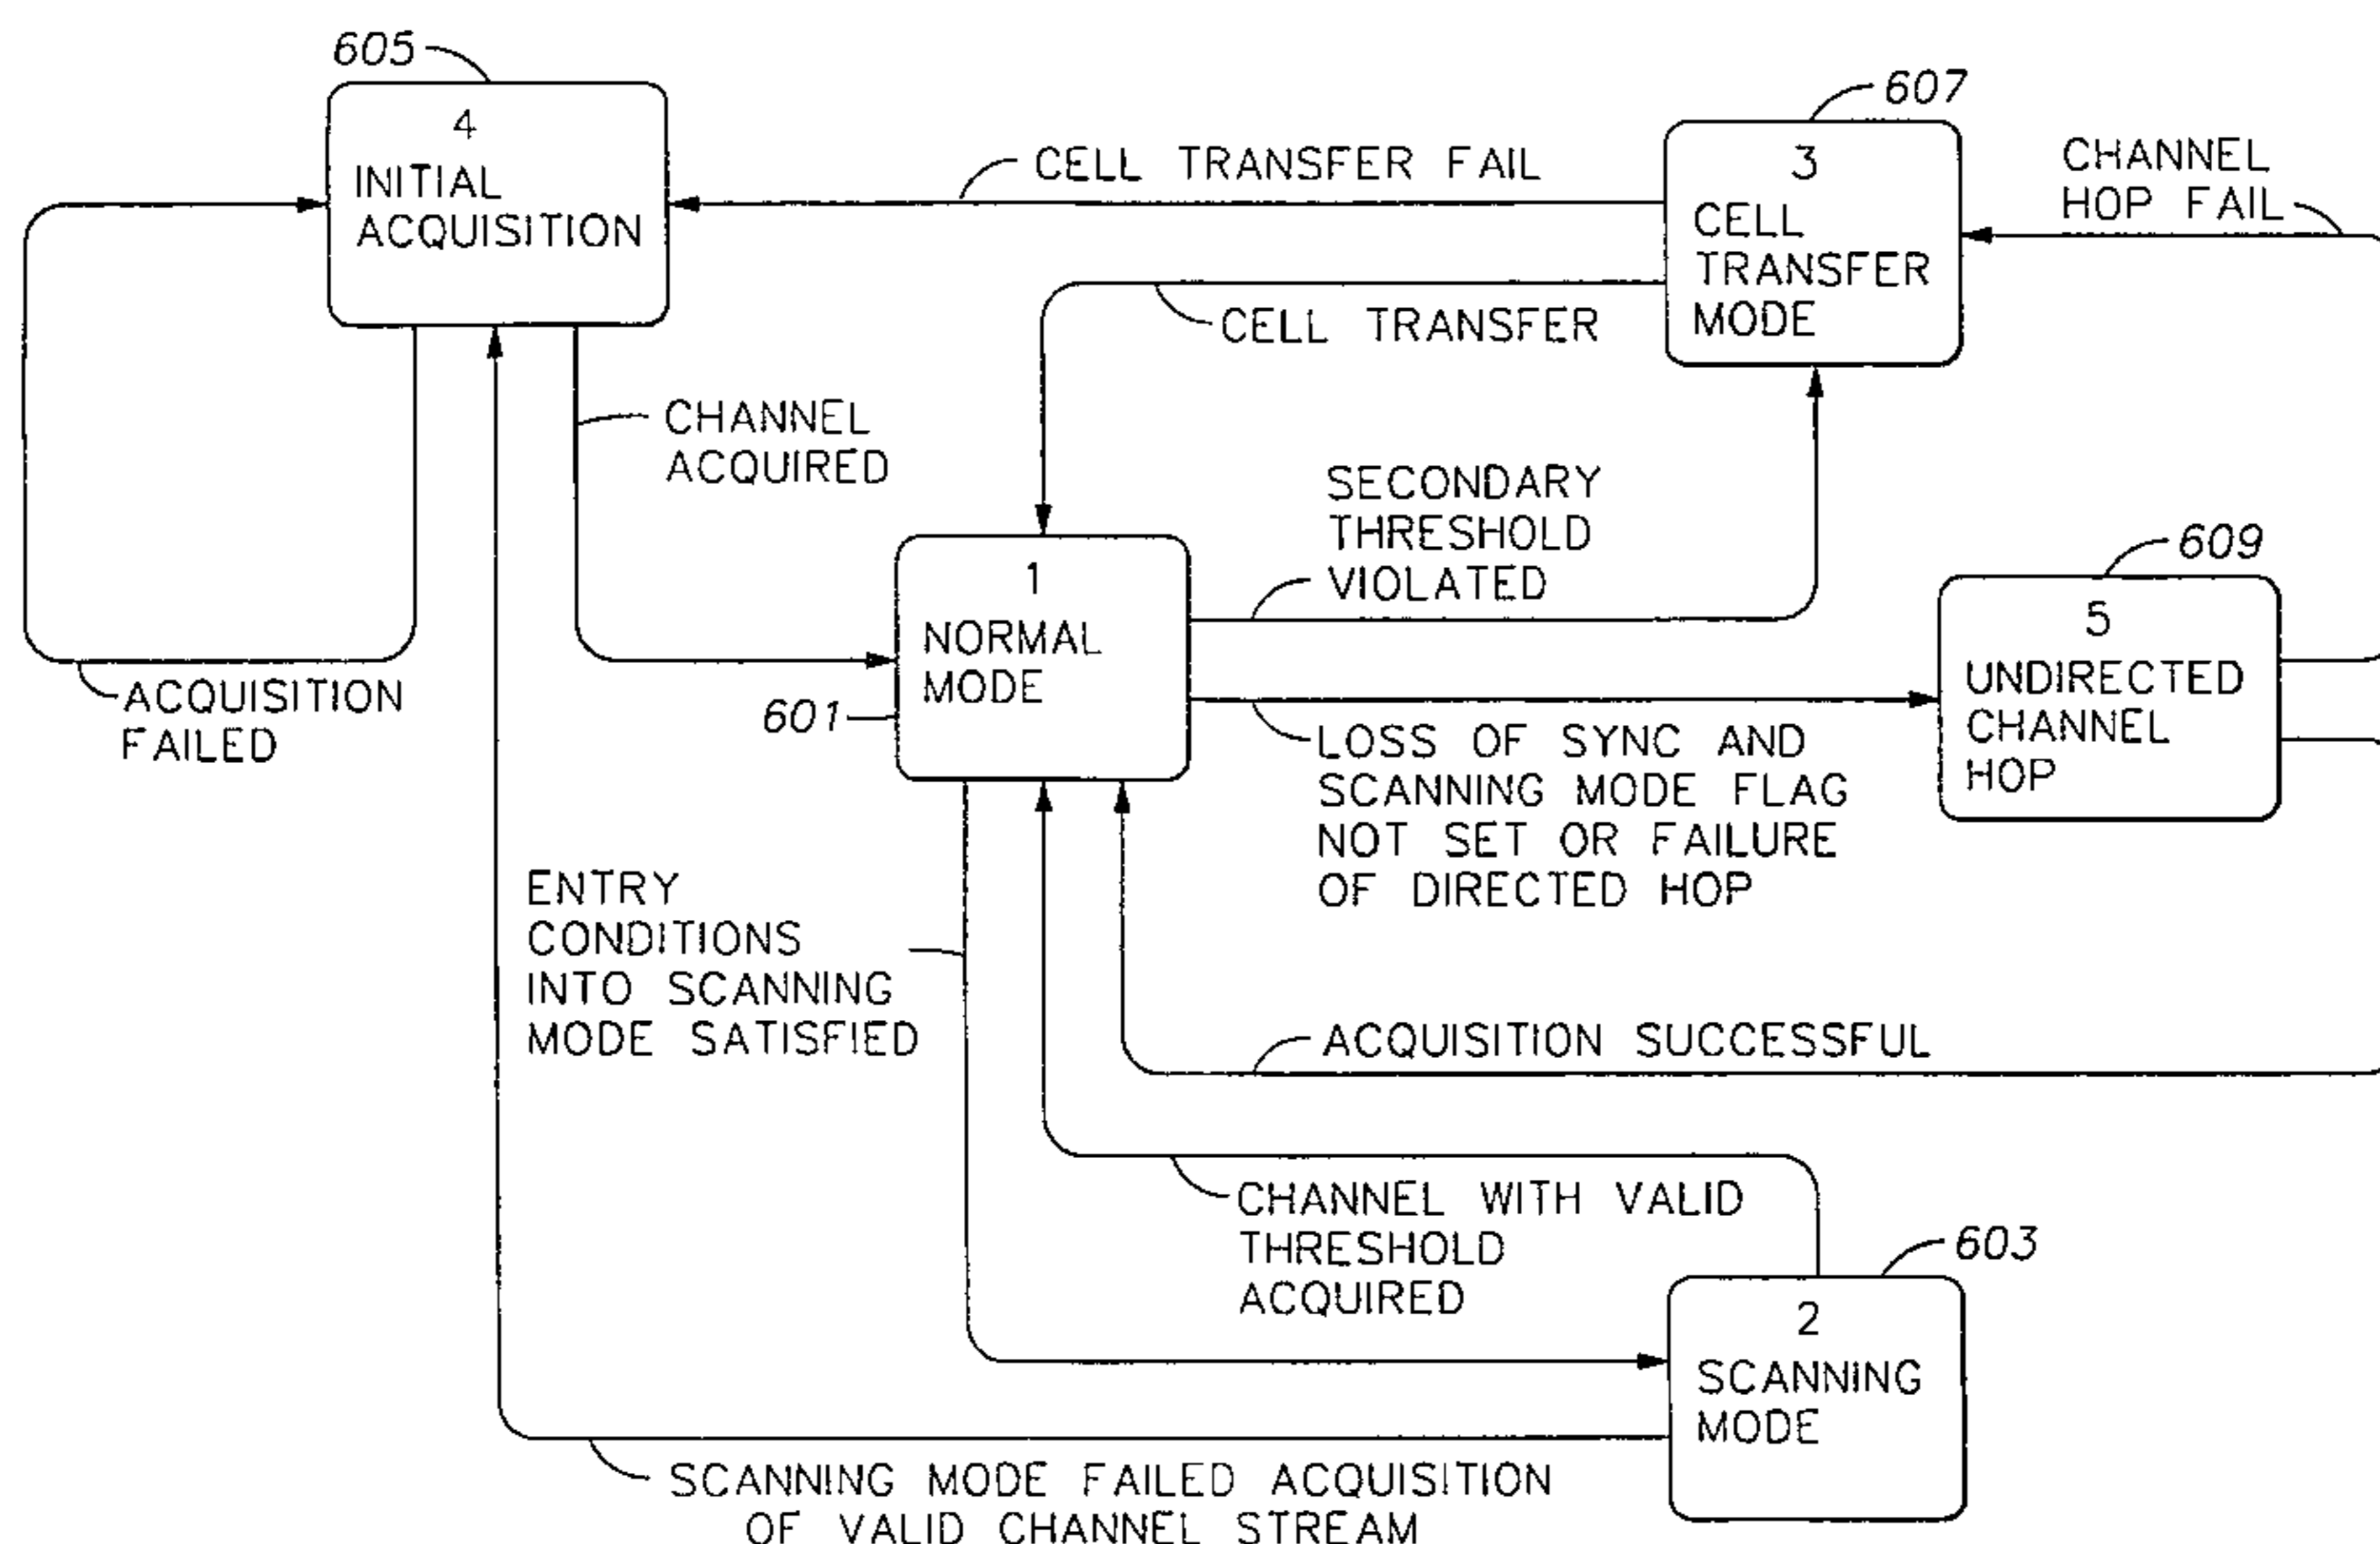 605
4
INITIAL
ACQUISITION
CELL TRANSFER FAIL
607
3
CELL
TRANSFER
MODE
CHANNEL
HOP FAIL
CELL TRANSFER
CHANNEL
ACQUIRED
ACQUISITION
FAILED
SECONDARY
THRESHOLD
VIOLATED
1
NORMAL
MODE
601
609
5
UNDIRECTED
CHANNEL
HOP
LOSS OF SYNC AND
SCANNING MODE FLAG
NOT SET OR FAILURE
OF DIRECTED HOP
ENTRY
CONDITIONS
INTO SCANNING
MODE SATISFIED
ACQUISITION SUCCESSFUL
CHANNEL WITH VALID
THRESHOLD
ACQUIRED
603
2
SCANNING
MODE
SCANNING MODE FAILED ACQUISITION
OF VALID CHANNEL STREAM